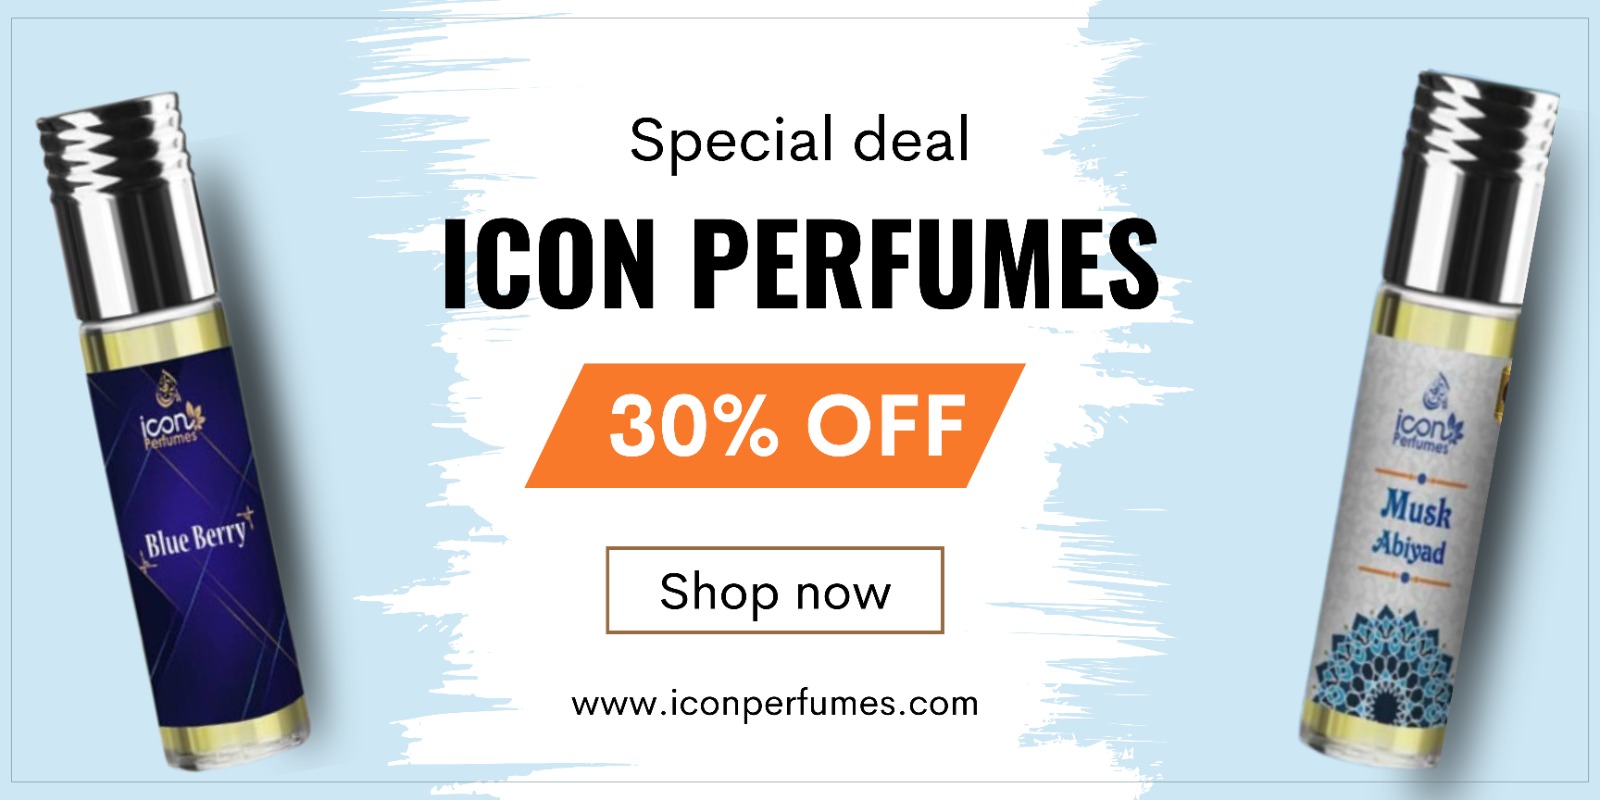 Special deal
ICON PERFUMES
30% OFF
Shop now
www.iconperfumes.com
icon
Perfumes
Blue Berry
icon
Perfumes
Musk
Abiyad